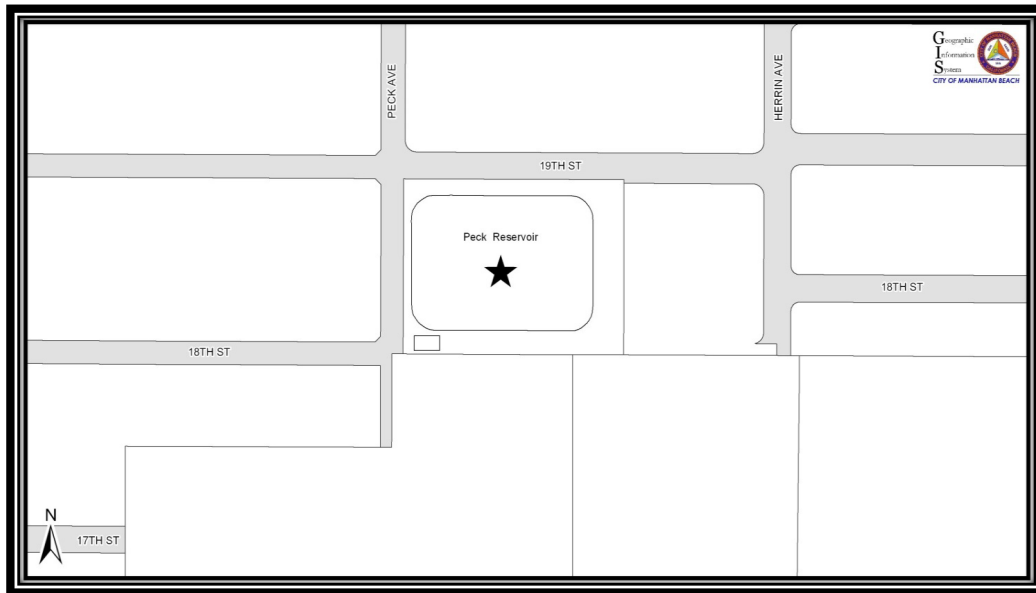 Geographic
Information
System
CITY OF MANHATTAN BEACH
PECK AVE
HERRIN AVE
19TH ST
Peck Reservoir
18TH ST
18TH ST
N
17TH ST